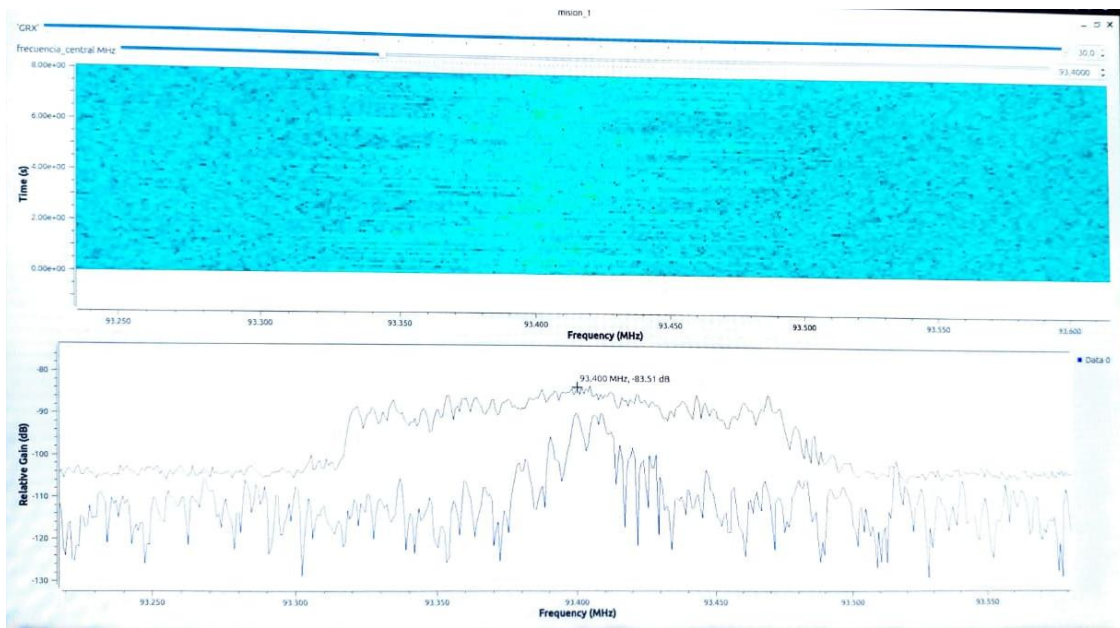 mision_1
"GRX"
30.0
frecuencia_central MHz
93.4000
8.00e+00
6.00e+00
4.00e+00
2.00e+00
0.00e+00
Time (s)
93.250 93.300 93.350 93.400 93.450 93.500 93.550 93.600
Frequency (MHz)
Data 0
93.400 MHz, -83.51 dB
-80
-90
-100
-110
-120
-130
Relative Gain (dB)
93.250 93.300 93.350 93.400 93.450 93.500 93.550
Frequency (MHz)